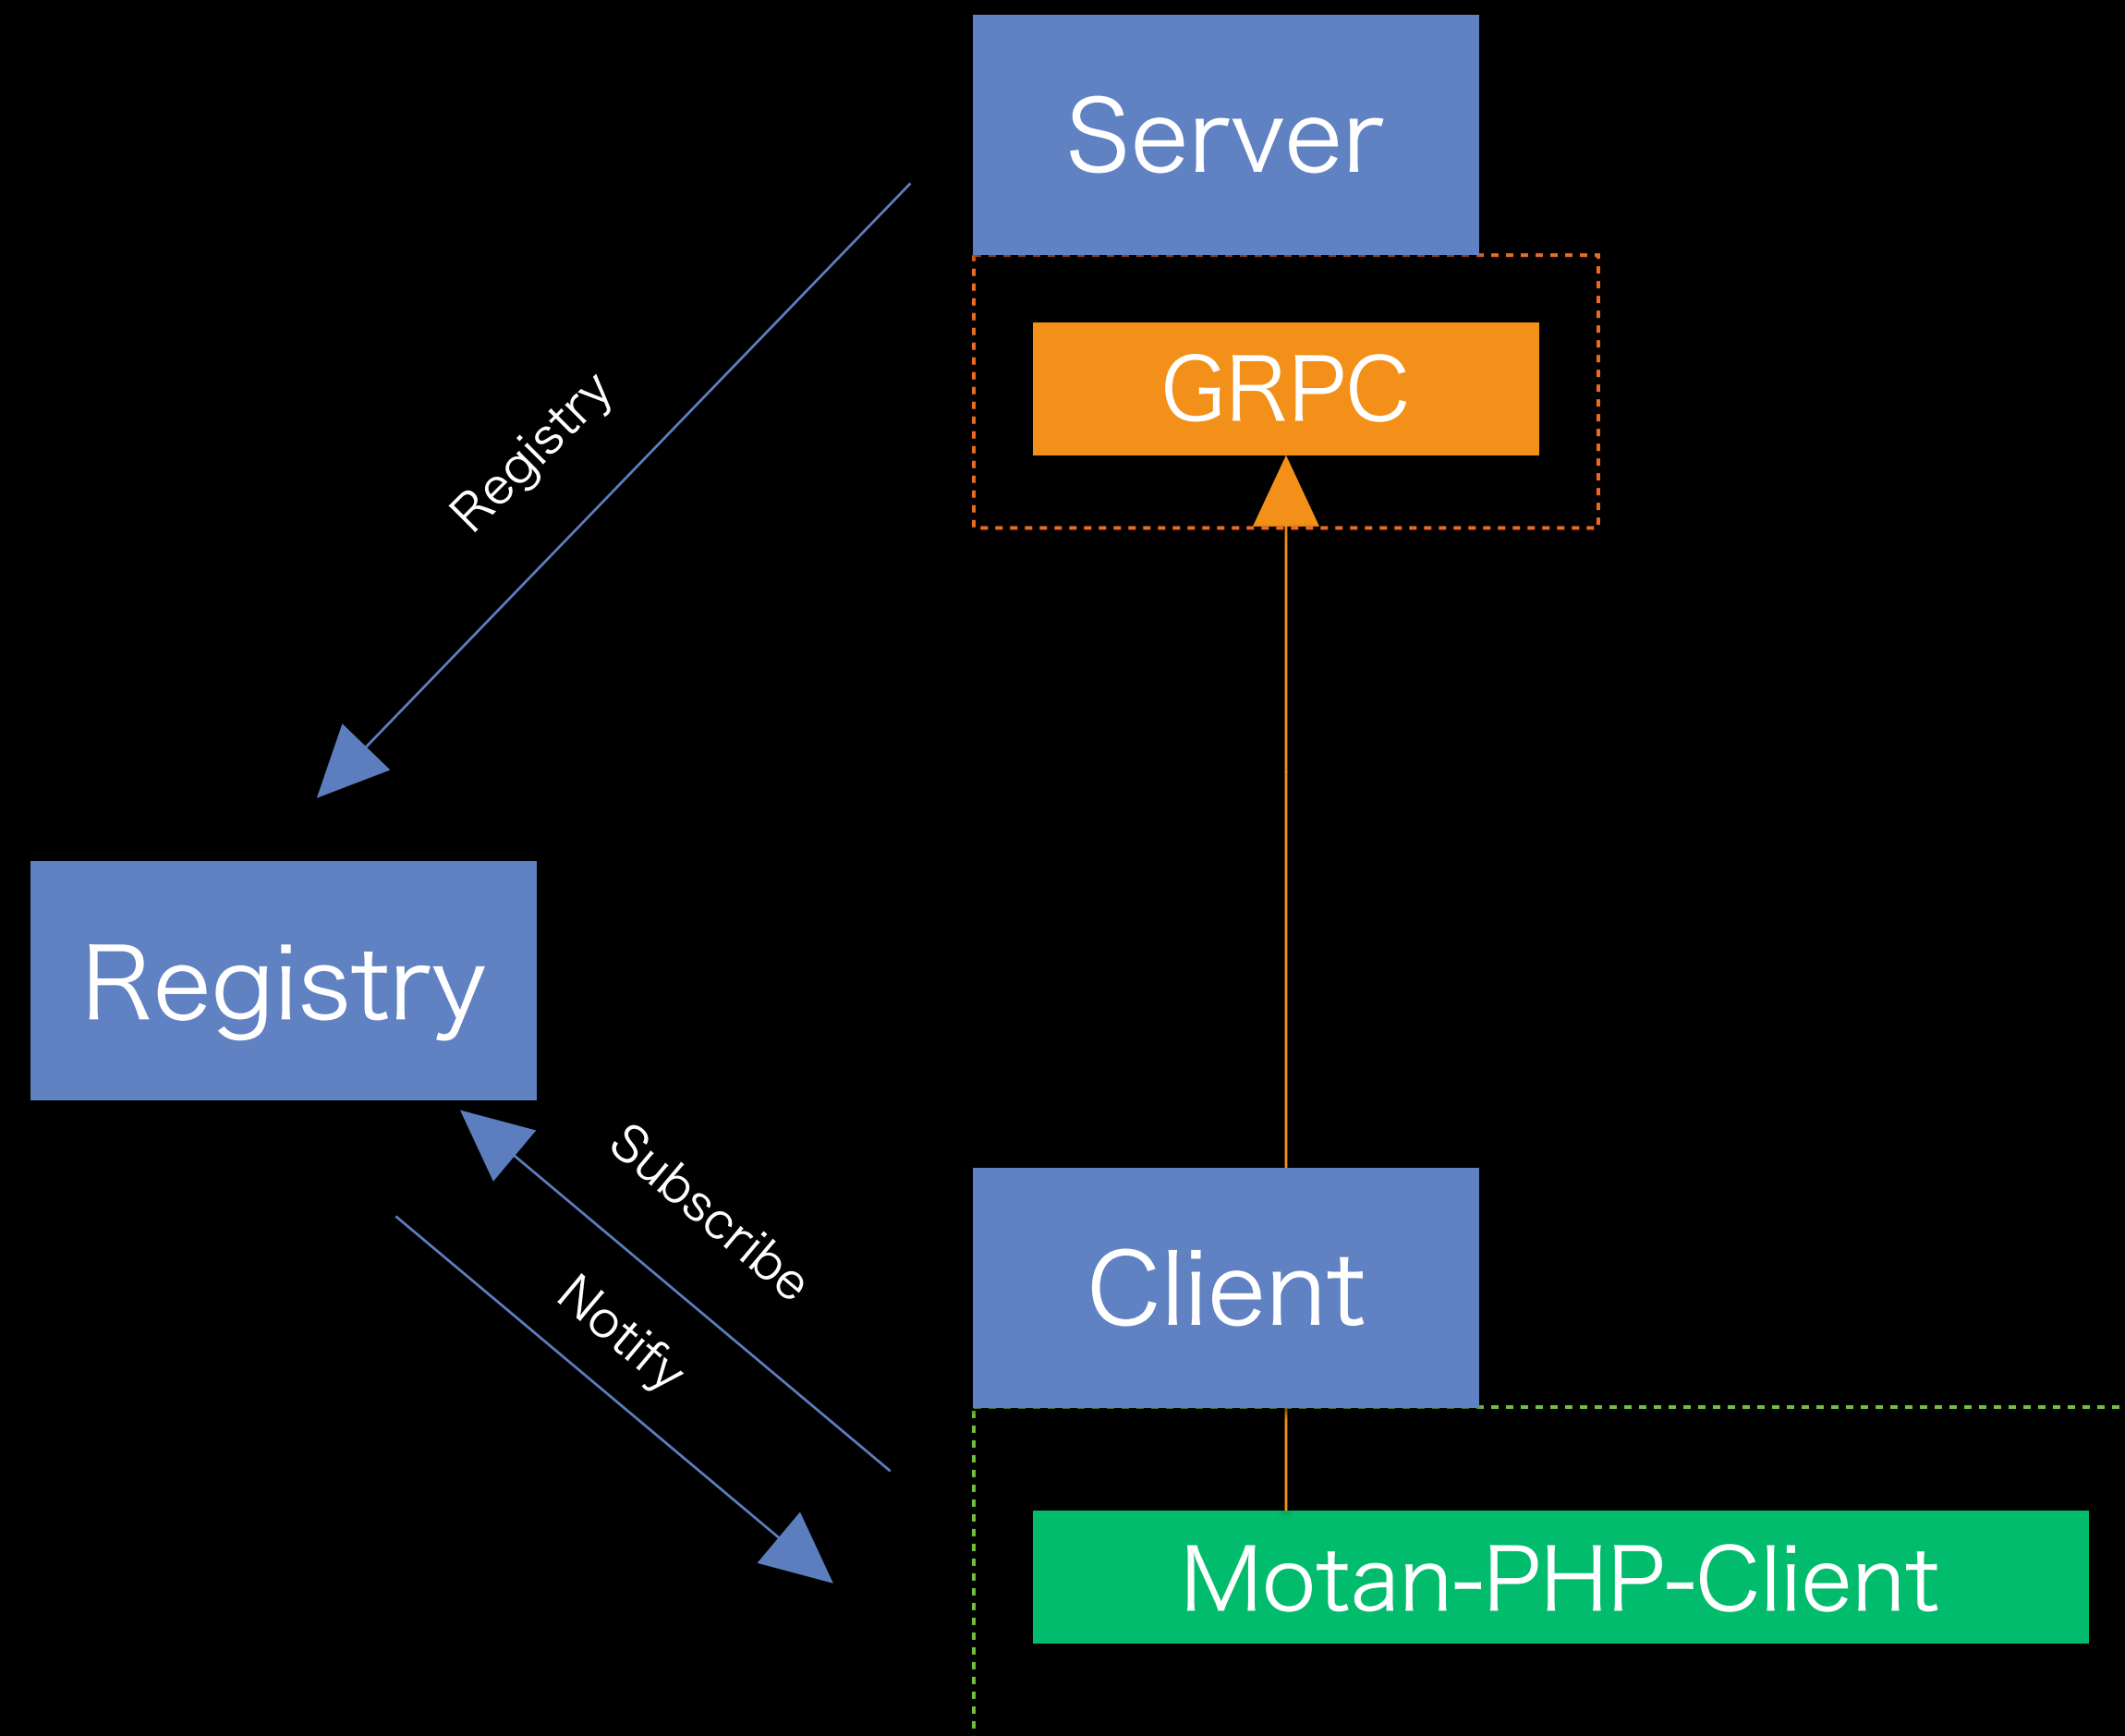 Server
GRPC
Registry
Registry
Subscribe
Notify
Client
Motan-PHP-Client